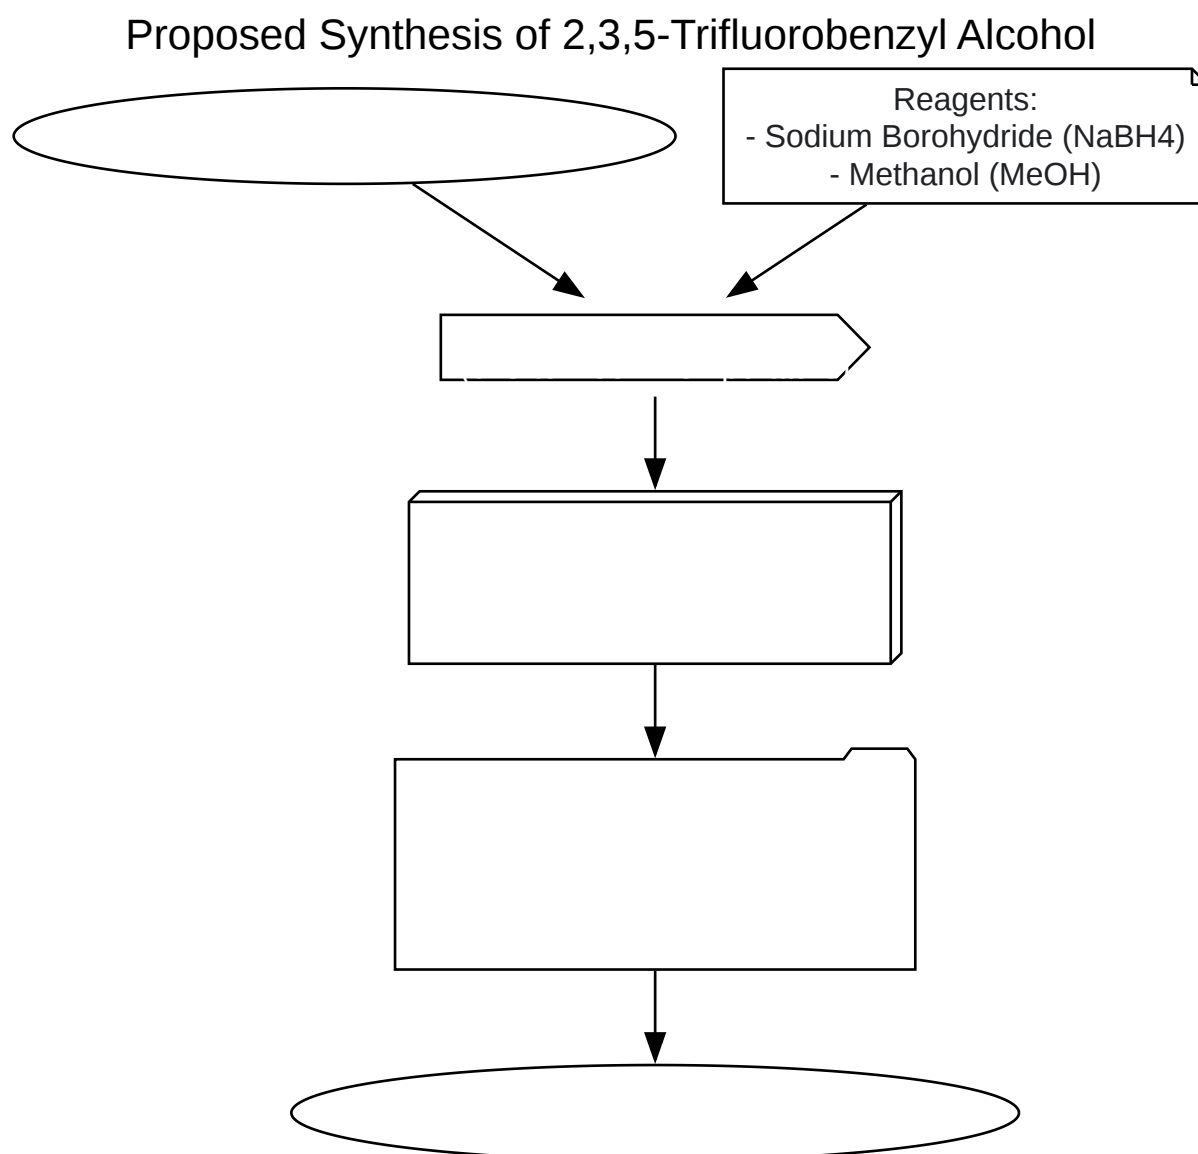 Proposed Synthesis of 2,3,5-Trifluorobenzyl Alcohol
Reagents:
- Sodium Borohydride (NaBH4)
- Methanol (MeOH)